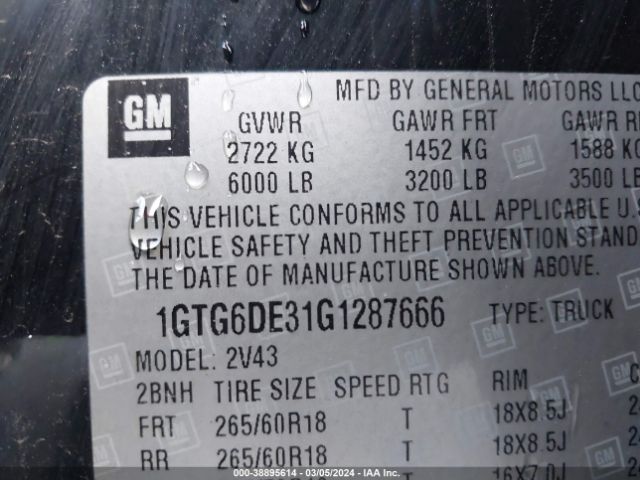 GM
MFD BY GENERAL MOTORS LLC
GVWR GAWR FRT GAWR
2722 KG 1452 KG 1588 KG
6000 LB 3200 LB 3500 LB
THIS VEHICLE CONFORMS TO ALL APPLICABLE U.S
VEHICLE SAFETY AND THEFT PREVENTION STAND
THE DATE OF MANUFACTURE SHOWN ABOVE.
1GTG6DE31G1287666 TYPE: TRUCK
MODEL: 2V43
2BNH TIRE SIZE SPEED RTG RIM
FRT 265/60R18 T 18X8.5J
RR 265/60R18 T 18X8.5J
T 16X7.0J
000-38895614 - 03/05/2024 - IAA Inc.